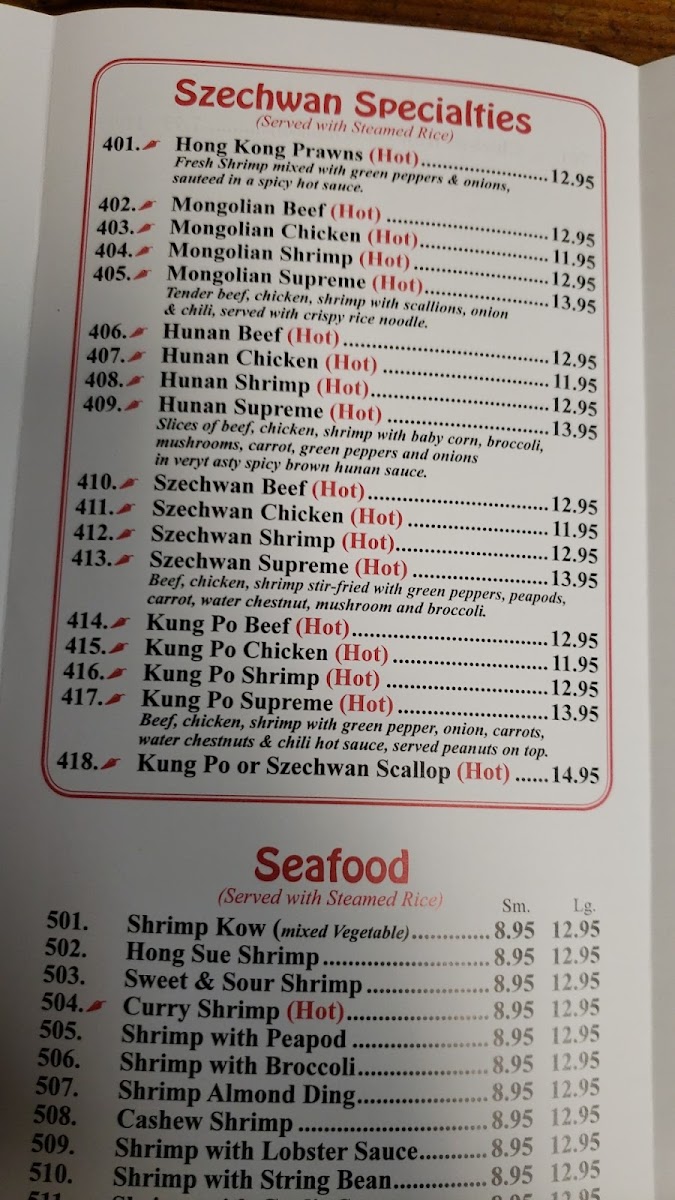 Szechwan Specialties
(Served with Steamed Rice)
401. Hong Kong Prawns (Hot)..................12.95
Fresh Shrimp mixed with green peppers & onions,
sauteed in a spicy hot sauce.
402. Mongolian Beef (Hot) ........................12.95
403. Mongolian Chicken (Hot)...................11.95
404. Mongolian Shrimp (Hot)....................12.95
405. Mongolian Supreme (Hot)..................13.95
Tender beef, chicken, shrimp with scallions, onion
& chili, served with crispy rice noodle.
406. Hunan Beef (Hot)..............................12.95
407. Hunan Chicken (Hot) ........................11.95
408. Hunan Shrimp (Hot)..........................12.95
409. Hunan Supreme (Hot) .......................13.95
Slices of beef, chicken, shrimp with baby corn, broccoli,
mushrooms, carrot, green peppers and onions
in veryt asty spicy brown hunan sauce.
410. Szechwan Beef (Hot)..........................12.95
411. Szechwan Chicken (Hot) ....................11.95
412. Szechwan Shrimp (Hot)......................12.95
413. Szechwan Supreme (Hot) ...................13.95
Beef, chicken, shrimp stir-fried with green peppers, peapods,
carrot, water chestnut, mushroom and broccoli.
414. Kung Po Beef (Hot)............................12.95
415. Kung Po Chicken (Hot) ......................11.95
416. Kung Po Shrimp (Hot) .......................12.95
417. Kung Po Supreme (Hot) .....................13.95
Beef, chicken, shrimp with green pepper, onion, carrots,
water chestnuts & chili hot sauce, served peanuts on top.
418. Kung Po or Szechwan Scallop (Hot) ......14.95
Seafood
(Served with Steamed Rice)
Sm. Lg.
501. Shrimp Kow (mixed Vegetable)............. 8.95 12.95
502. Hong Sue Shrimp........................... 8.95 12.95
503. Sweet & Sour Shrimp .................... 8.95 12.95
504. Curry Shrimp (Hot)....................... 8.95 12.95
505. Shrimp with Peapod ...................... 8.95 12.95
506. Shrimp with Broccoli..................... 8.95 12.95
507. Shrimp Almond Ding..................... 8.95 12.95
508. Cashew Shrimp .............................. 8.95 12.95
509. Shrimp with Lobster Sauce........... 8.95 12.95
510. Shrimp with String Bean............... 8.95 12.95